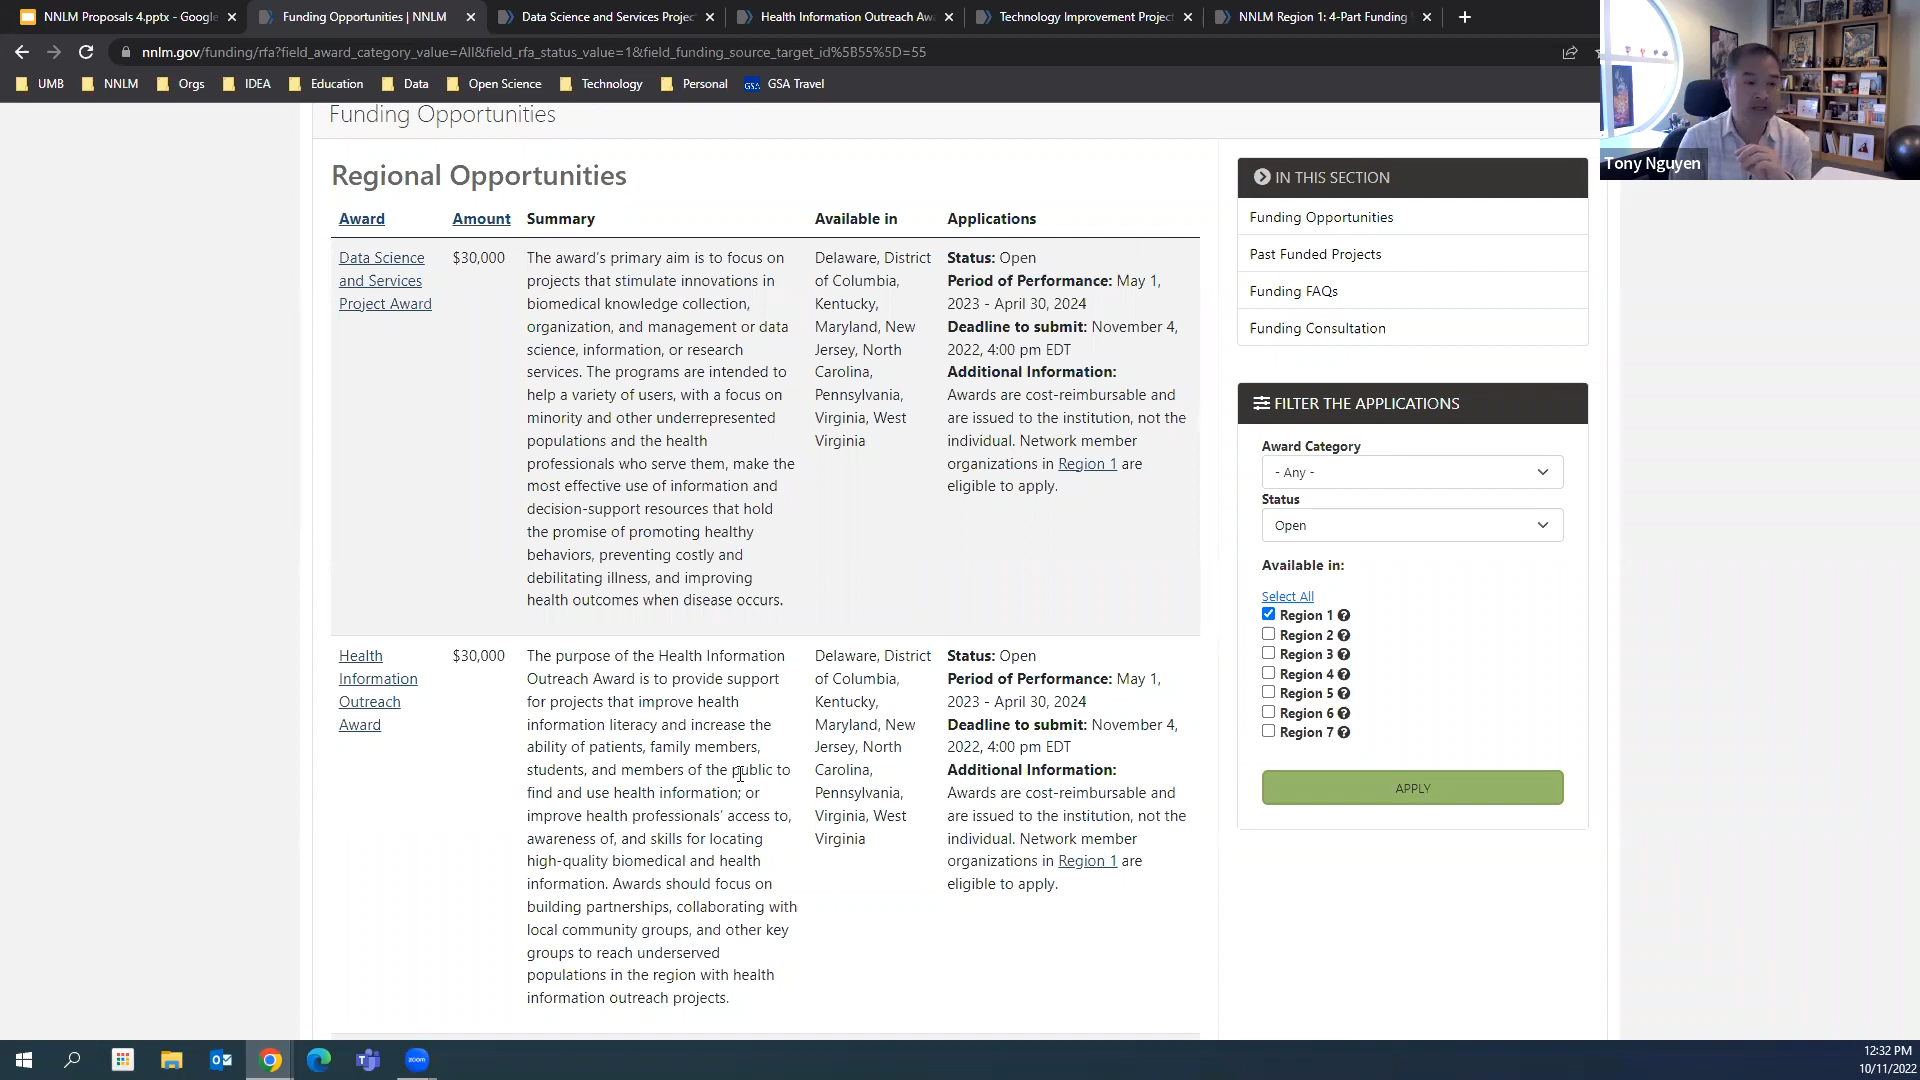 NNLM Proposals 4.pptx - Google
Funding Opportunities | NNLM
Data Science and Services Projec
Health Information Outreach Awa
Technology Improvement Project
NNLM Region 1: 4-Part Funding
nnlm.gov/funding/rfa?field_award_category_value=All&field_rfa_status_value=1&field_funding_source_target_id%5B55%5D=55
UMB
NNLM
Orgs
IDEA
Education
Data
Open Science
Technology
Personal
GSA
GSA Travel
Tony Nguyen
Funding Opportunities
Regional Opportunities
Award
Amount
Summary
Available in
Applications
Data Science
and Services
Project Award
$30,000
The award's primary aim is to focus on
projects that stimulate innovations in
biomedical knowledge collection,
organization, and management or data
science, information, or research
services. The programs are intended to
help a variety of users, with a focus on
minority and other underrepresented
populations and the health
professionals who serve them, make the
most effective use of information and
decision-support resources that hold
the promise of promoting healthy
behaviors, preventing costly and
debilitating illness, and improving
health outcomes when disease occurs.
Delaware, District
of Columbia,
Kentucky,
Maryland, New
Jersey, North
Carolina,
Pennsylvania,
Virginia, West
Virginia
Status: Open
Period of Performance: May 1,
2023 - April 30, 2024
Deadline to submit: November 4,
2022, 4:00 pm EDT
Additional Information:
Awards are cost-reimbursable and
are issued to the institution, not the
individual. Network member
organizations in Region 1 are
eligible to apply.
Health
Information
Outreach
Award
$30,000
The purpose of the Health Information
Outreach Award is to provide support
for projects that improve health
information literacy and increase the
ability of patients, family members,
students, and members of the public to
find and use health information; or
improve health professionals' access to,
awareness of, and skills for locating
high-quality biomedical and health
information. Awards should focus on
building partnerships, collaborating with
local community groups, and other key
groups to reach underserved
populations in the region with health
information outreach projects.
Delaware, District
of Columbia,
Kentucky,
Maryland, New
Jersey, North
Carolina,
Pennsylvania,
Virginia, West
Virginia
Status: Open
Period of Performance: May 1,
2023 - April 30, 2024
Deadline to submit: November 4,
2022, 4:00 pm EDT
Additional Information:
Awards are cost-reimbursable and
are issued to the institution, not the
individual. Network member
organizations in Region 1 are
eligible to apply.
IN THIS SECTION
Funding Opportunities
Past Funded Projects
Funding FAQs
Funding Consultation
FILTER THE APPLICATIONS
Award Category
- Any -
Status
Open
Available in:
Select All
Region 1
Region 2
Region 3
Region 4
Region 5
Region 6
Region 7
APPLY
zoom
12:32 PM
10/11/2022